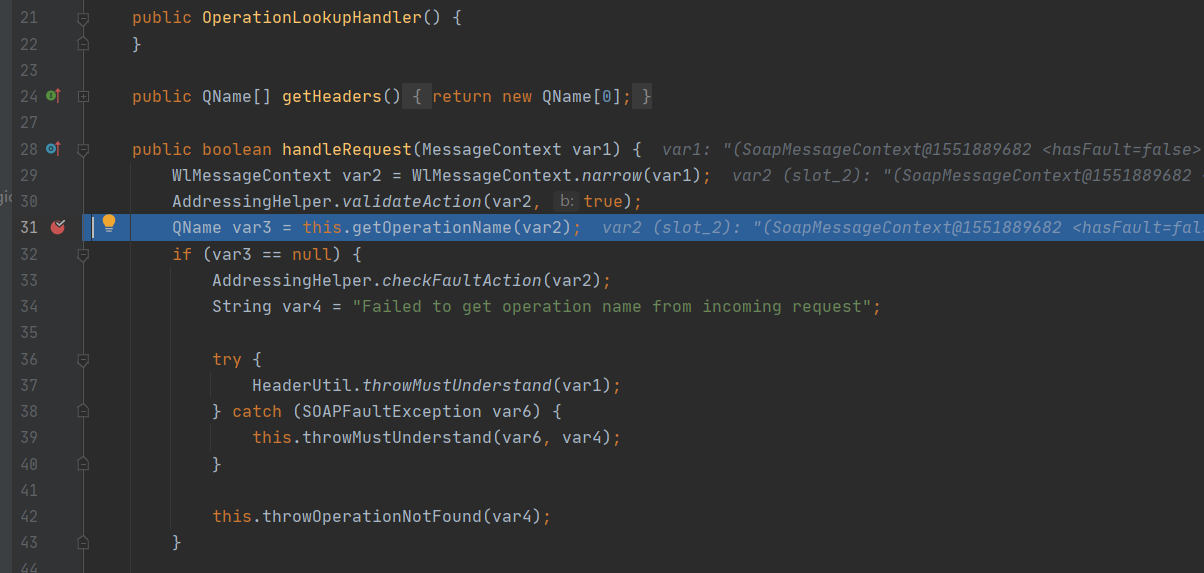 21 public OperationLookupHandler() {
22 }
23
24 public QName[] getHeaders() { return new QName[0]; }
27
28 public boolean handleRequest(MessageContext var1) { var1: "(SoapMessageContext@1551889682 <hasFault=false>
29 WlMessageContext var2 = WlMessageContext.narrow(var1); var2 (slot_2): "(SoapMessageContext@1551889682 <
30 AddressingHelper.validateAction(var2, b: true);
31 QName var3 = this.getOperationName(var2); var2 (slot_2): "(SoapMessageContext@1551889682 <hasFault=fal
32 if (var3 == null) {
33 AddressingHelper.checkFaultAction(var2);
34 String var4 = "Failed to get operation name from incoming request";
35
36 try {
37 HeaderUtil.throwMustUnderstand(var1);
38 } catch (SOAPFaultException var6) {
39 this.throwMustUnderstand(var6, var4);
40 }
41
42 this.throwOperationNotFound(var4);
43 }
44